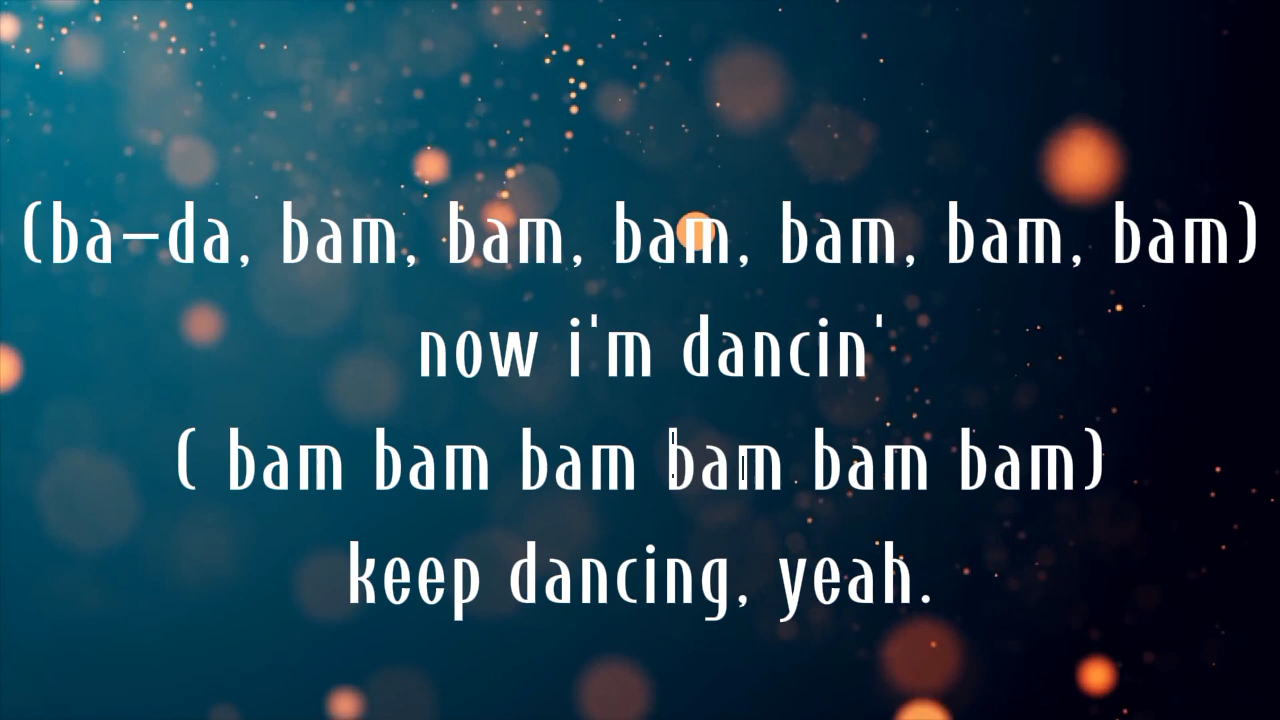 (ba-da, bam, bam, bam, bam, bam, bam)
now i'm dancin'
( bam bam bam bam bam bam)
keep dancing, yeah.